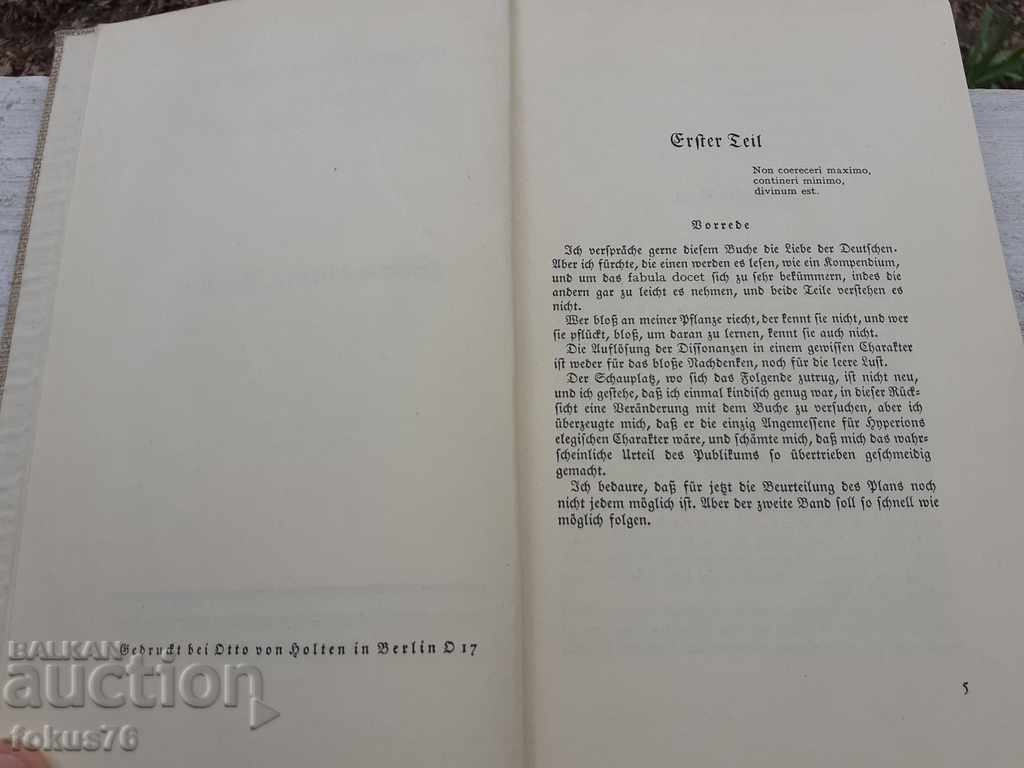 Gedruckt bei Otto von Holten in Berlin O 17
Erster Teil
Non coereceri maximo,
contineri minimo,
divinum est.
Vorrede
Ich verspräche gerne diesem Buche die Liebe der Deutschen.
Aber ich fürchte, die einen werden es lesen, wie ein Kompendium,
und um das fabula docet sich zu sehr bekümmern, indes die
andern gar zu leicht es nehmen, und beide Teile verstehen es
nicht.
Wer bloß an meiner Pflanze riecht, der kennt sie nicht, und wer
sie pflückt, bloß, um daran zu lernen, kennt sie auch nicht.
Die Auflösung der Dissonanzen in einem gewissen Charakter
ist weder für das bloße Nachdenken, noch für die leere Lust.
Der Schauplatz, wo sich das Folgende zutrug, ist nicht neu,
und ich gestehe, daß ich einmal kindisch genug war, in dieser Rück-
sicht eine Veränderung mit dem Buche zu versuchen, aber ich
überzeugte mich, daß er die einzig Angemessene für Hyperions
elegischen Charakter wäre, und schämte mich, daß mich das wahr-
scheinliche Urteil des Publikums so übertrieben geschmeidig
gemacht.
Ich bedaure, daß für jetzt die Beurteilung des Plans noch
nicht jedem möglich ist. Aber der zweite Band soll so schnell wie
möglich folgen.
5
BALKAN
auction
fokus76